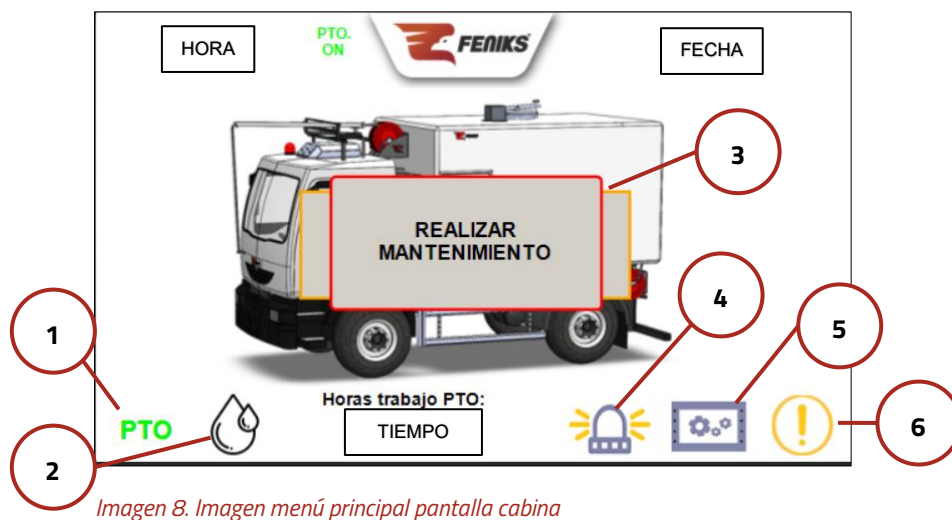 HORA
PTO.
ON
FENIKS
FECHA
3
REALIZAR
MANTENIMIENTO
4
5
1
Horas trabajo PTO:
PTO
TIEMPO
6
2
Imagen 8. Imagen menú principal pantalla cabina